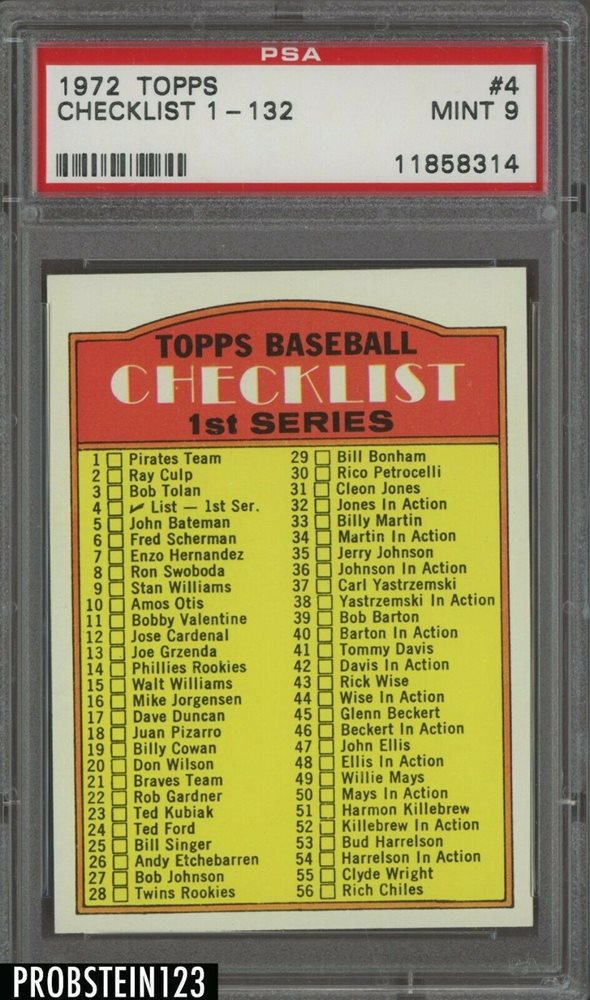 PSA
1972 TOPPS #4
CHECKLIST 1-132 MINT 9
11858314
TOPPS BASEBALL
CHECKLIST
1st SERIES
1 Pirates Team
2 Ray Culp
3 Bob Tolan
4 ✓ List — 1st Ser.
5 John Bateman
6 Fred Scherman
7 Enzo Hernandez
8 Ron Swoboda
9 Stan Williams
10 Amos Otis
11 Bobby Valentine
12 Jose Cardenal
13 Joe Grzenda
14 Phillies Rookies
15 Walt Williams
16 Mike Jorgensen
17 Dave Duncan
18 Juan Pizarro
19 Billy Cowan
20 Don Wilson
21 Braves Team
22 Rob Gardner
23 Ted Kubiak
24 Ted Ford
25 Bill Singer
26 Andy Etchebarren
27 Bob Johnson
28 Twins Rookies
29 Bill Bonham
30 Rico Petrocelli
31 Cleon Jones
32 Jones In Action
33 Billy Martin
34 Martin In Action
35 Jerry Johnson
36 Johnson In Action
37 Carl Yastrzemski
38 Yastrzemski In Action
39 Bob Barton
40 Barton In Action
41 Tommy Davis
42 Davis In Action
43 Rick Wise
44 Wise In Action
45 Glenn Beckert
46 Beckert In Action
47 John Ellis
48 Ellis In Action
49 Willie Mays
50 Mays In Action
51 Harmon Killebrew
52 Killebrew In Action
53 Bud Harrelson
54 Harrelson In Action
55 Clyde Wright
56 Rich Chiles
PROBSTEIN123